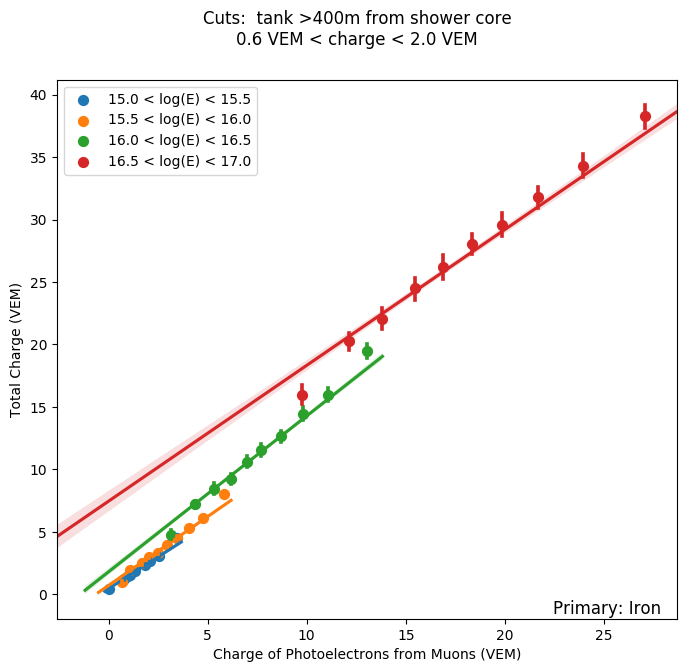 Cuts:  tank >400m from shower core
0.6 VEM < charge < 2.0 VEM
15.0 < log(E) < 15.5
15.5 < log(E) < 16.0
16.0 < log(E) < 16.5
16.5 < log(E) < 17.0
Total Charge (VEM)
40
35
30
25
20
15
10
5
0
Primary: Iron
0 5 10 15 20 25
Charge of Photoelectrons from Muons (VEM)